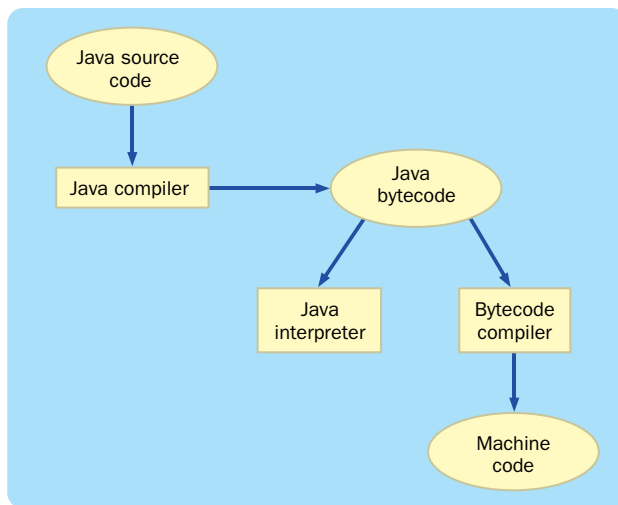 Java source
code
Java compiler
Java
bytecode
Java
interpreter
Bytecode
compiler
Machine
code